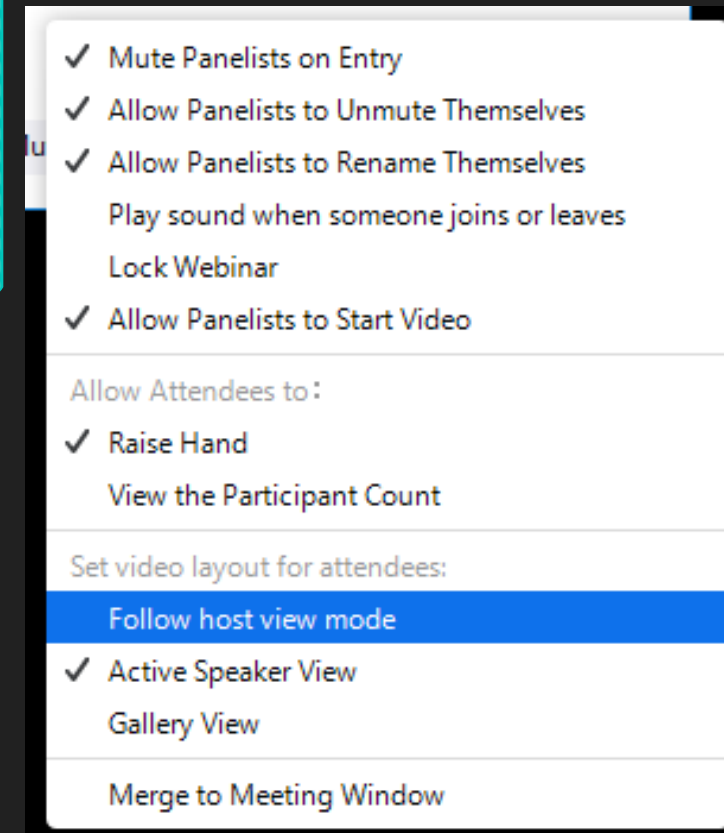 Mute Panelists on Entry
Allow Panelists to Unmute Themselves
lu
Allow Panelists to Rename Themselves
Play sound when someone joins or leaves
Lock Webinar
Allow Panelists to Start Video
Allow Attendees to:
Raise Hand
View the Participant Count
Set video layout for attendees:
Follow host view mode
Active Speaker View
Gallery View
Merge to Meeting Window